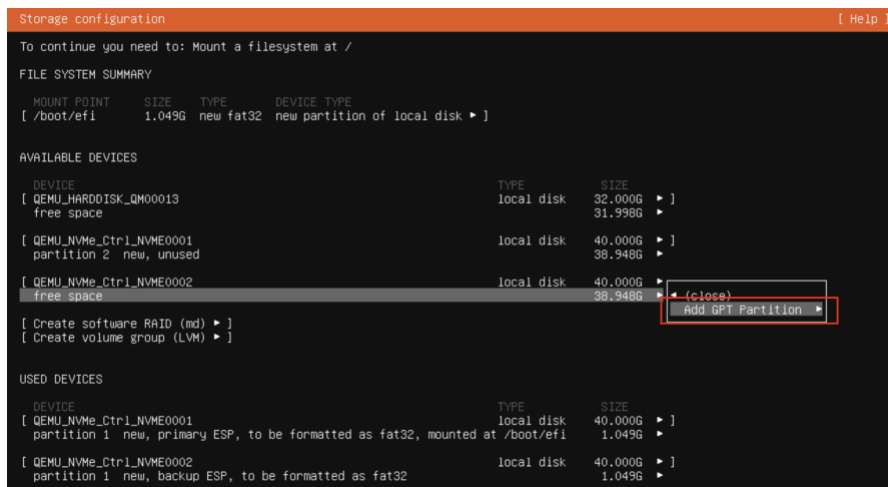 Storage configuration [ Help ]
To continue you need to: Mount a filesystem at /
FILE SYSTEM SUMMARY
MOUNT POINT SIZE TYPE DEVICE TYPE
[ /boot/efi 1.049G new fat32 new partition of local disk ▸ ]
AVAILABLE DEVICES
DEVICE TYPE SIZE
[ QEMU_HARDDISK_QM00013 local disk 32.000G ▸ ]
free space 31.998G ▸
[ QEMU_NVMe_Ctrl_NVME0001 local disk 40.000G ▸ ]
partition 2 new, unused 38.948G ▸
[ QEMU_NVMe_Ctrl_NVME0002 local disk 40.000G ▸
free space 38.948G ▸ ◂ (close)
Add GPT Partition ▸
[ Create software RAID (md) ▸ ]
[ Create volume group (LVM) ▸ ]
USED DEVICES
DEVICE TYPE SIZE
[ QEMU_NVMe_Ctrl_NVME0001 local disk 40.000G ▸ ]
partition 1 new, primary ESP, to be formatted as fat32, mounted at /boot/efi 1.049G ▸
[ QEMU_NVMe_Ctrl_NVME0002 local disk 40.000G ▸ ]
partition 1 new, backup ESP, to be formatted as fat32 1.049G ▸